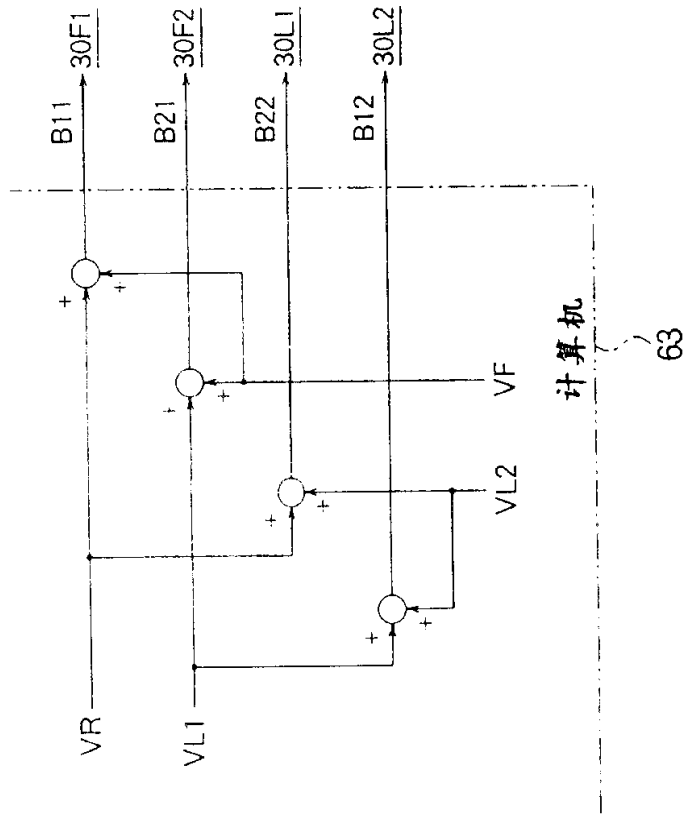 B11 30F1
B21 30F2
B22 30L1
B12 30L2
+
+
+
+
+
+
+
+
VR
VL1
VF
VL2
计算机
63